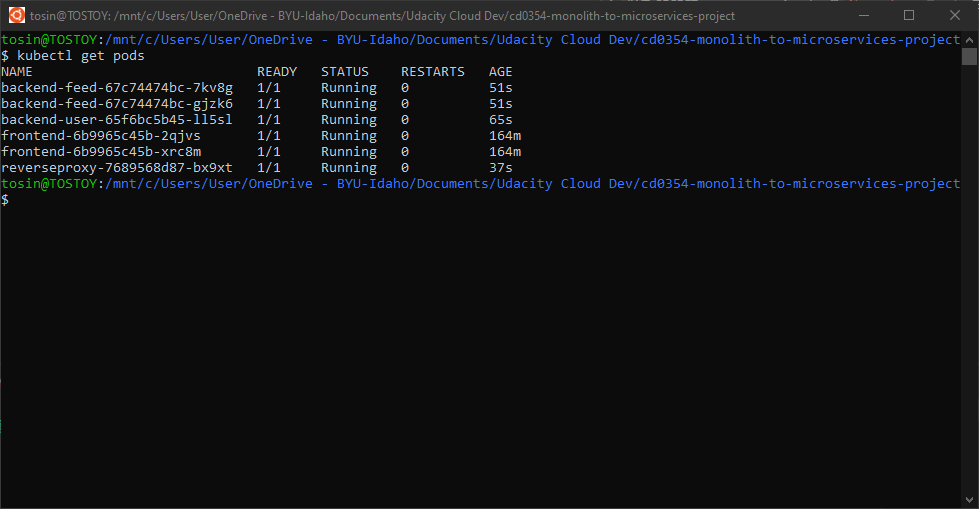 tosin@TOSTOY: /mnt/c/Users/User/OneDrive - BYU-Idaho/Documents/Udacity Cloud Dev/cd0354-monolith-to-microservices-project
tosin@TOSTOY:/mnt/c/Users/User/OneDrive - BYU-Idaho/Documents/Udacity Cloud Dev/cd0354-monolith-to-microservices-project
$ kubectl get pods
NAME READY STATUS RESTARTS AGE
backend-feed-67c74474bc-7kv8g 1/1 Running 0 51s
backend-feed-67c74474bc-gjzk6 1/1 Running 0 51s
backend-user-65f6bc5b45-ll5sl 1/1 Running 0 65s
frontend-6b9965c45b-2qjvs 1/1 Running 0 164m
frontend-6b9965c45b-xrc8m 1/1 Running 0 164m
reverseproxy-7689568d87-bx9xt 1/1 Running 0 37s
tosin@TOSTOY:/mnt/c/Users/User/OneDrive - BYU-Idaho/Documents/Udacity Cloud Dev/cd0354-monolith-to-microservices-project
$